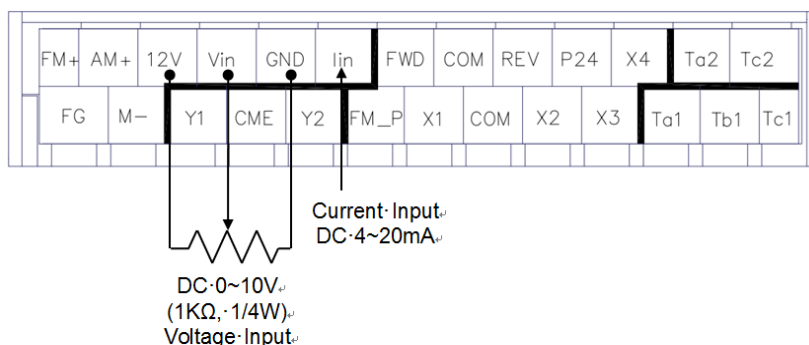 FM+ AM+ 12V Vin GND Iin FWD COM REV P24 X4 Ta2 Tc2
FG M- Y1 CME Y2 FM_P X1 COM X2 X3 Ta1 Tb1 Tc1
Current·Input↵
DC·4~20mA↵
DC·0~10V↵
(1KΩ,·1/4W)↵
Voltage·Input↵